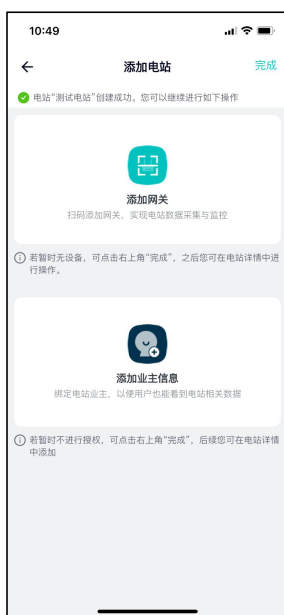 10:49
添加电站
完成
电站“测试电站”创建成功，您可以继续进行如下操作
添加网关
扫码添加网关，实现电站数据采集与监控
若暂时无设备，可点击右上角“完成”，之后您可在电站详情中进
行操作。
添加业主信息
绑定电站业主，以便用户也能看到电站相关数据
若暂时不进行授权，可点击右上角“完成”，后续您可在电站详情
中添加